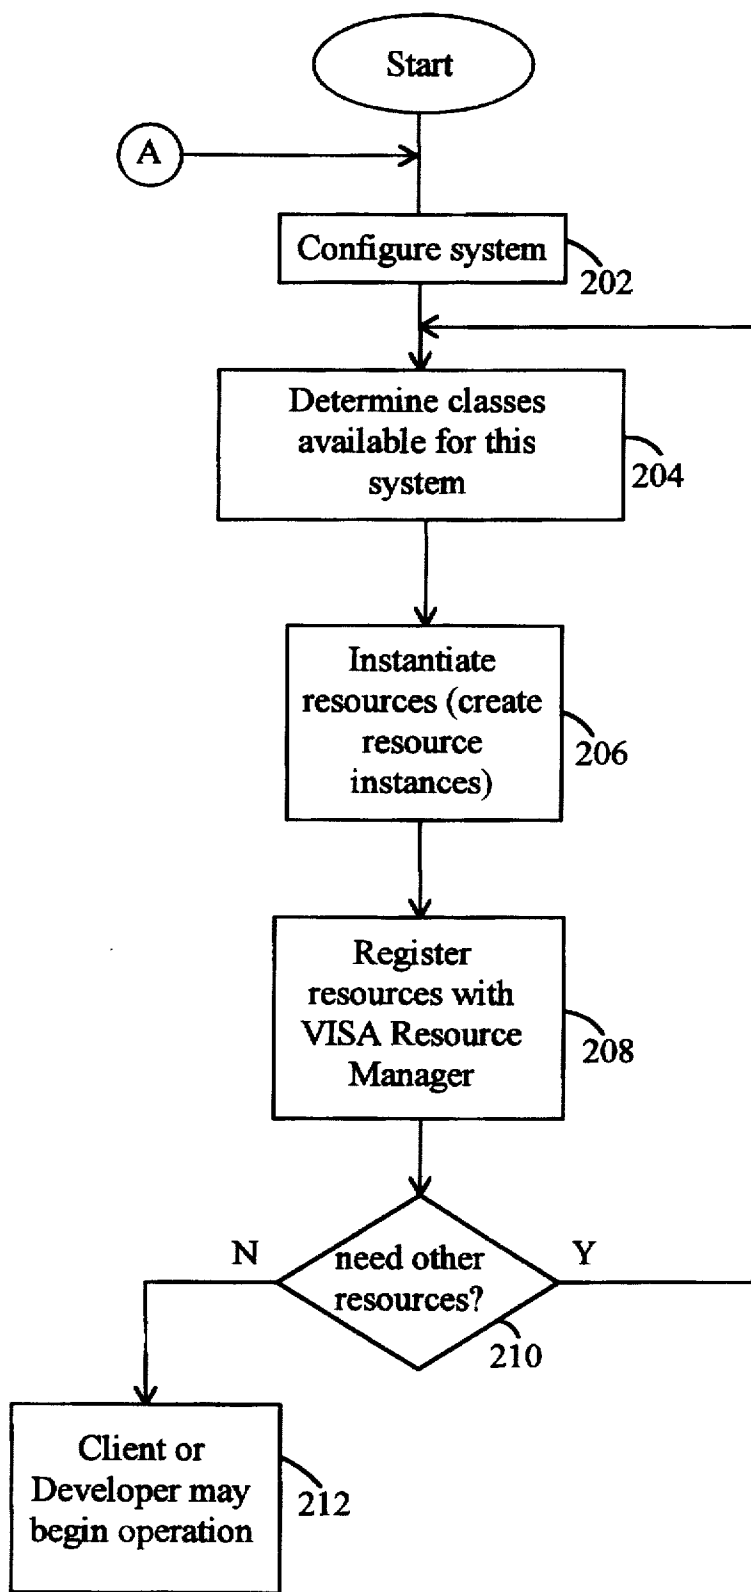 Start
A
Configure system
202
Determine classes
available for this
system
204
Instantiate
resources (create
resource
instances)
206
Register
resources with
VISA Resource
Manager
208
N
need other
resources?
Y
210
Client or
Developer may
begin operation
212